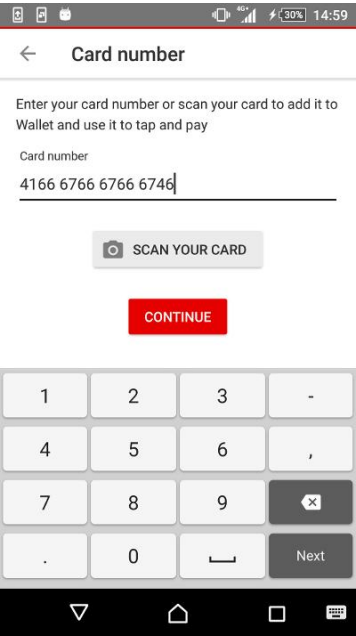 4G+ 30% 14:59
Card number
Enter your card number or scan your card to add it to
Wallet and use it to tap and pay
Card number
4166 6766 6766 6746
SCAN YOUR CARD
CONTINUE
1 2 3 -
4 5 6 ,
7 8 9
. 0 Next